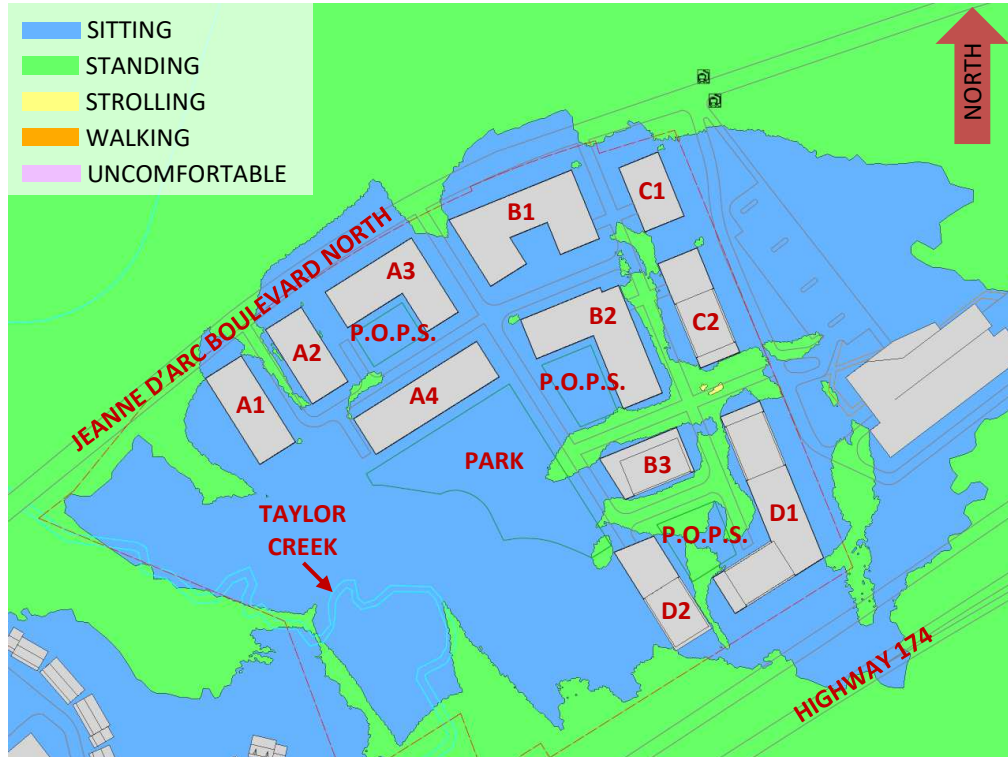 SITTING
STANDING
STROLLING
WALKING
UNCOMFORTABLE
NORTH
C1
B1
JEANNE D'ARC BOULEVARD NORTH
A3
B2
C2
P.O.P.S.
A2
A1
A4
P.O.P.S.
PARK
B3
TAYLOR
CREEK
D1
P.O.P.S.
D2
HIGHWAY 174